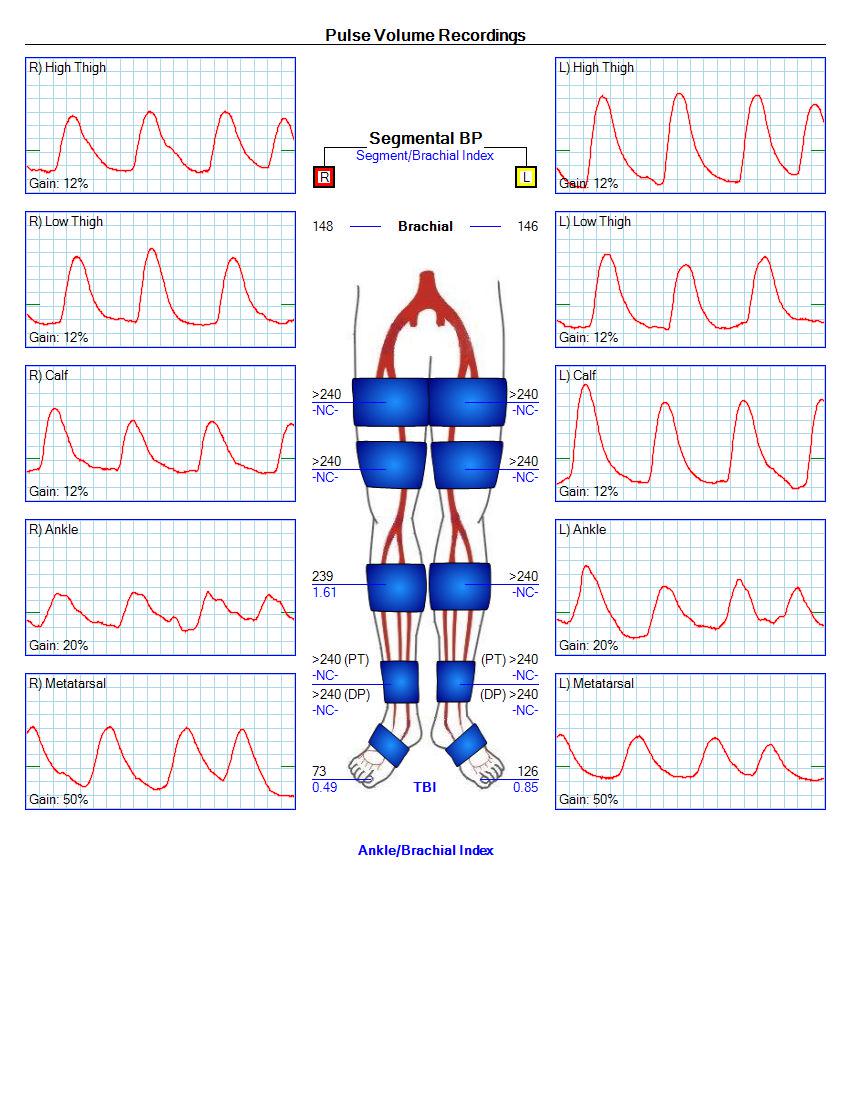 Pulse Volume Recordings
R) High Thigh
Gain: 12%
L) High Thigh
Gain: 12%
Segmental BP
Segment/Brachial Index
R
L
148
Brachial
146
R) Low Thigh
Gain: 12%
L) Low Thigh
Gain: 12%
R) Calf
Gain: 12%
L) Calf
Gain: 12%
>240
-NC-
>240
-NC-
>240
-NC-
>240
-NC-
R) Ankle
Gain: 20%
L) Ankle
Gain: 20%
239
1.61
>240
-NC-
>240 (PT)
-NC-
>240 (DP)
-NC-
(PT) >240
-NC-
(DP) >240
-NC-
R) Metatarsal
Gain: 50%
L) Metatarsal
Gain: 50%
73
0.49
TBI
126
0.85
Ankle/Brachial Index